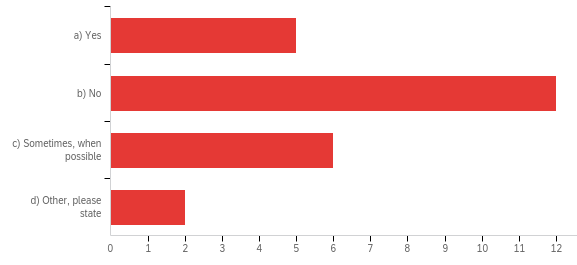 a) Yes
b) No
c) Sometimes, when
possible
d) Other, please
state
0 1 2 3 4 5 6 7 8 9 10 11 12